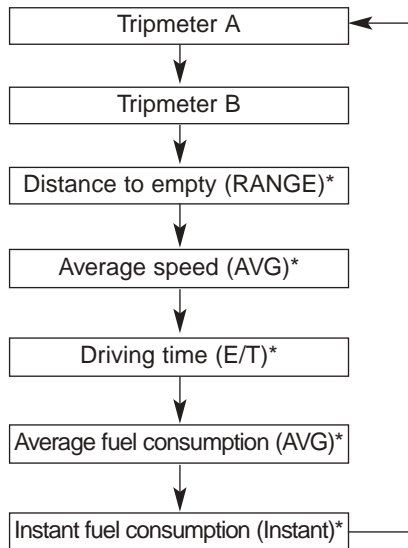 Tripmeter A
Tripmeter B
Distance to empty (RANGE)*
Average speed (AVG)*
Driving time (E/T)*
Average fuel consumption (AVG)*
Instant fuel consumption (Instant)*